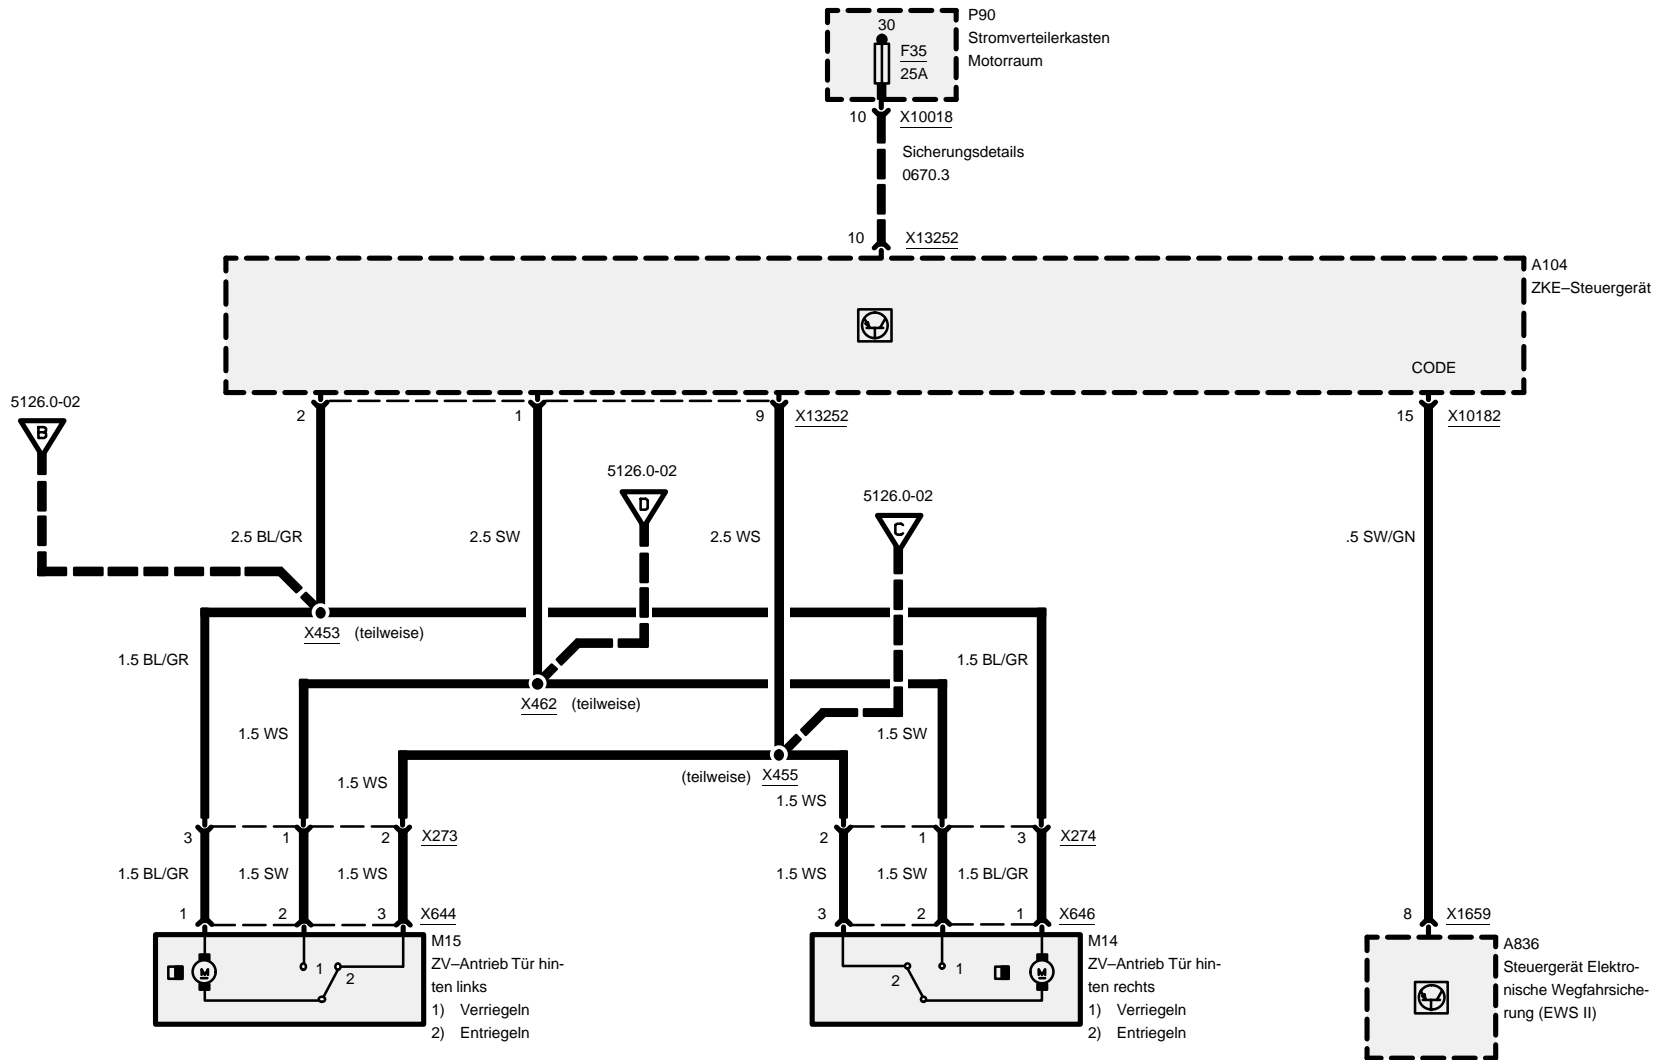 30
P90
Stromverteilerkasten
Motorraum
F35
25A
10
X10018
Sicherungsdetails
0670.3
10
X13252
A104
ZKE–Steuergerät
CODE
5126.0-02
B
2
1
9
X13252
15
X10182
5126.0-02
D
5126.0-02
C
2.5 BL/GR
2.5 SW
2.5 WS
.5 SW/GN
X453 (teilweise)
1.5 BL/GR
1.5 BL/GR
X462 (teilweise)
1.5 WS
1.5 SW
(teilweise) X455
1.5 WS
1.5 WS
3
1
2
X273
2
1
3
X274
1.5 BL/GR
1.5 SW
1.5 WS
1.5 WS
1.5 SW
1.5 BL/GR
1
2
3
X644
3
2
1
X646
8
X1659
M
1
2
M15
ZV–Antrieb Tür hin-
ten links
1) Verriegeln
2) Entriegeln
2
1
M
M14
ZV–Antrieb Tür hin-
ten rechts
1) Verriegeln
2) Entriegeln
A836
Steuergerät Elektro-
nische Wegfahrsiche-
rung (EWS II)